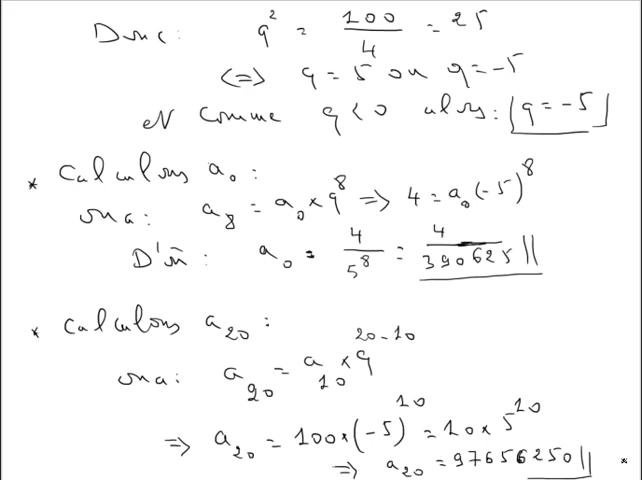 Donc: q² = 100/4 = 25
<=> q = 5 ou q = -5
eN comme q < 0 alors: |q = -5|
* Calculons a₀ :
on a: a₈ = a₀ × q⁸ => 4 = a₀(-5)⁸
D'où: a₀ = 4/5⁸ = 4/390625 ||
* Calculons a₂₀ :
on a: a₂₀ = a₁₀ × q²⁰⁻¹⁰
=> a₂₀ = 100×(-5)¹⁰ = 10 × 5¹⁰
=> a₂₀ = 97656250 ||